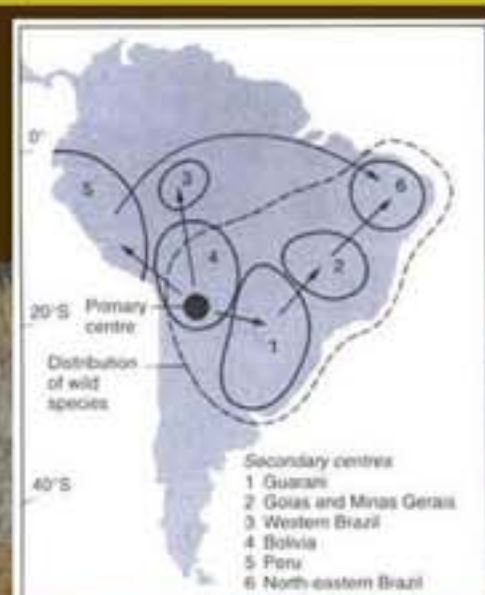 0°
5
3
6
4
2
20°S
Primary
centre
1
Distribution
of wild
species
40°S
Secondary centres
1 Guarani
2 Goias and Minas Gerais
3 Western Brazil
4 Bolivia
5 Peru
6 North-eastern Brazil